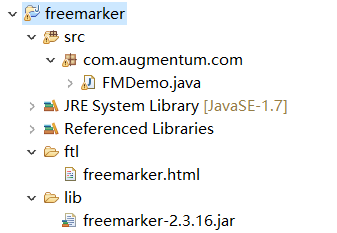 freemarker
src
com.augmentum.com
FMDemo.java
JRE System Library [JavaSE-1.7]
Referenced Libraries
ftl
freemarker.html
lib
freemarker-2.3.16.jar